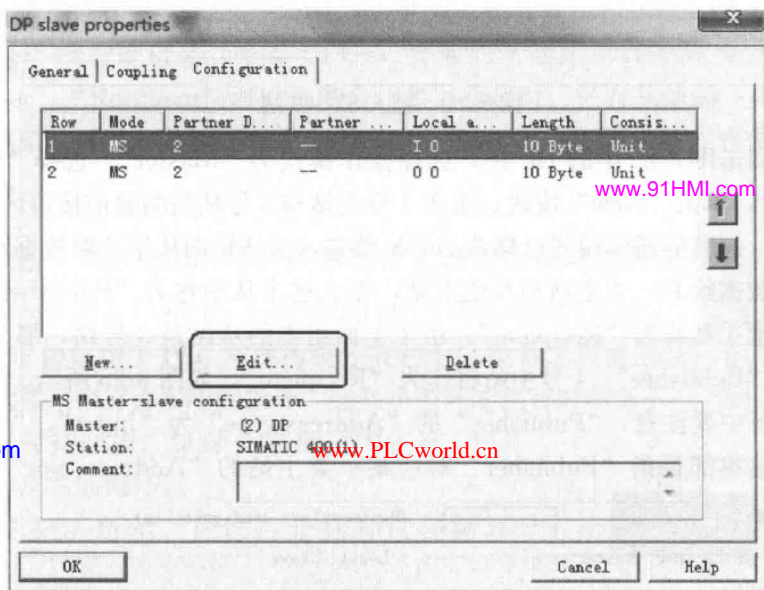 DP slave properties
General Coupling Configuration
Row Mode Partner D... Partner ... Local a... Length Consis...
1 MS 2 -- I 0 10 Byte Unit
2 MS 2 -- O 0 10 Byte Unit
www.91HMI.com
New... Edit... Delete
MS Master-slave configuration
Master: (2) DP
Station: SIMATIC 400(1)
www.PLCworld.cn
om
Comment:
OK Cancel Help